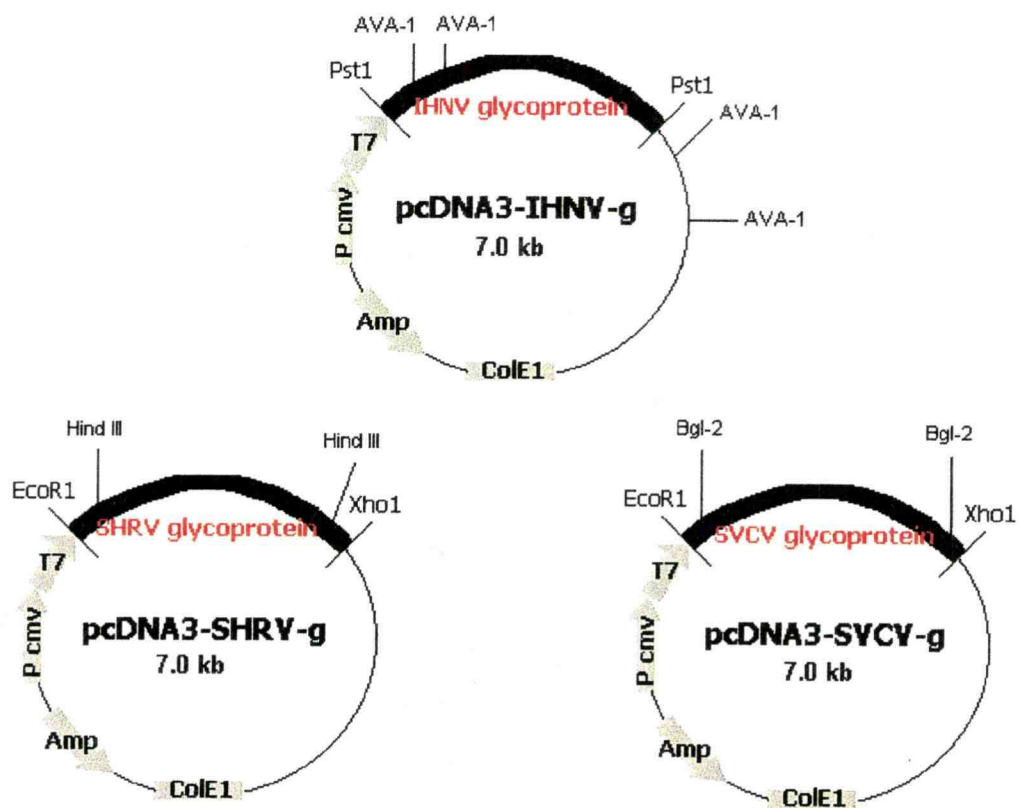 AVA-1
AVA-1
Pst1
Pst1
IHNV glycoprotein
AVA-1
T7
P cmv
pcDNA3-IHNV-g
7.0 kb
AVA-1
Amp
ColE1
Hind III
Hind III
EcoR1
Xho1
SHRV glycoprotein
T7
P cmv
pcDNA3-SHRV-g
7.0 kb
Amp
ColE1
Bgl-2
Bgl-2
EcoR1
Xho1
SVCV glycoprotein
T7
P cmv
pcDNA3-SVCV-g
7.0 kb
Amp
ColE1